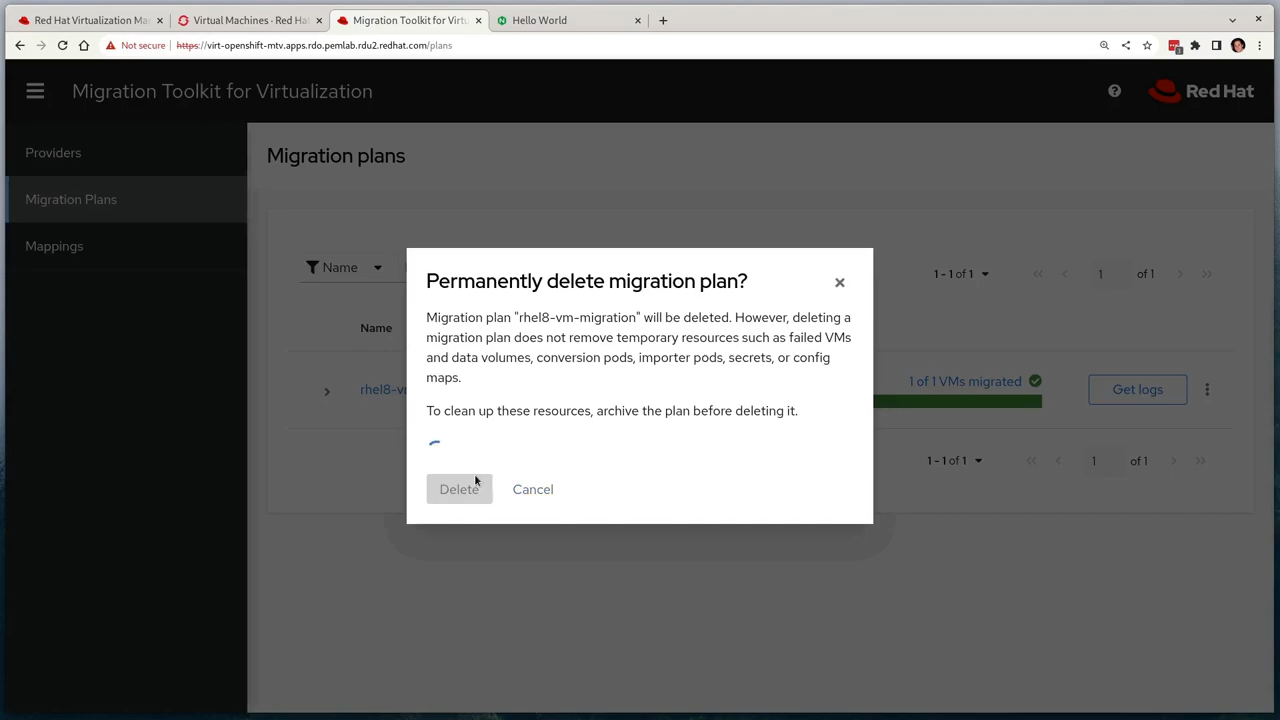 Red Hat Virtualization Ma
Virtual Machines - Red Ha
Migration Toolkit for Virtu
Hello World
Not secure
https://virt-openshift-mtv.apps.rdo.pemlab.rdu2.redhat.com/plans
Migration Toolkit for Virtualization
Red Hat
Providers
Migration Plans
Mappings
Migration plans
Name
1 - 1 of 1
1
of 1
Name
rhel8-vr
1 of 1 VMs migrated
Get logs
1 - 1 of 1
1
of 1
Permanently delete migration plan?
Migration plan "rhel8-vm-migration" will be deleted. However, deleting a
migration plan does not remove temporary resources such as failed VMs
and data volumes, conversion pods, importer pods, secrets, or config
maps.
To clean up these resources, archive the plan before deleting it.
Delete
Cancel